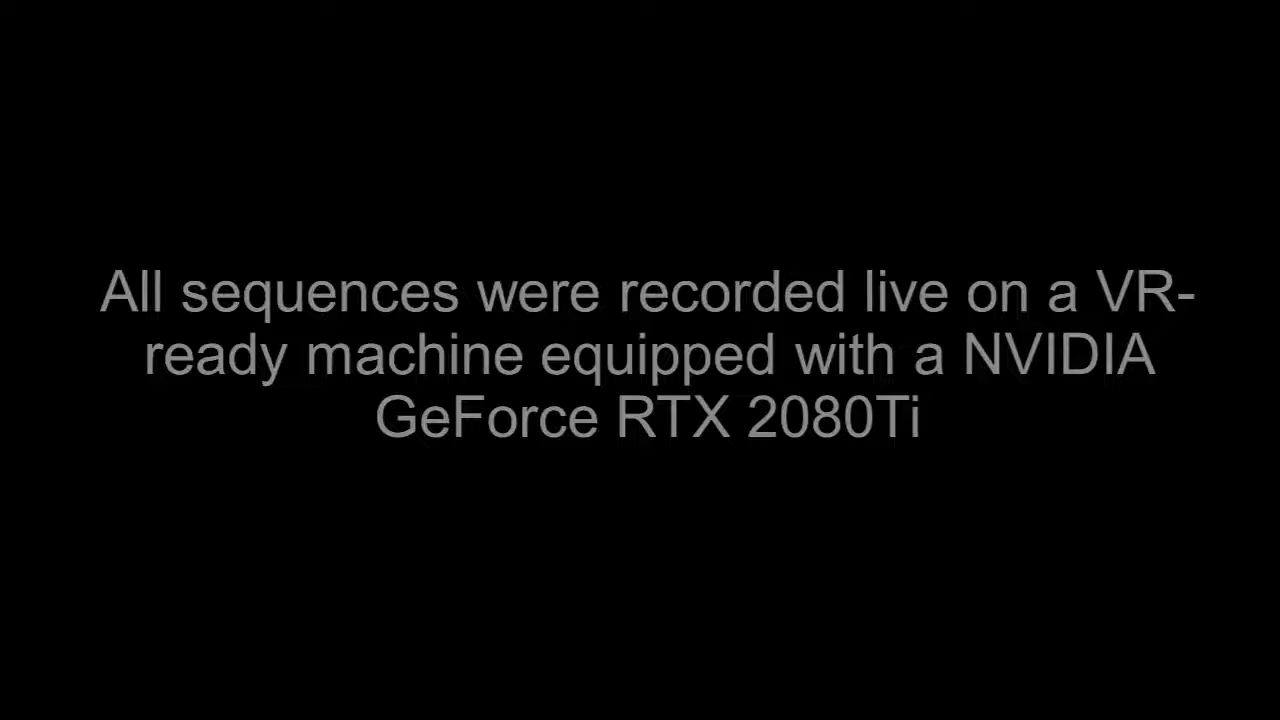 All sequences were recorded live on a VR-
ready machine equipped with a NVIDIA
GeForce RTX 2080Ti